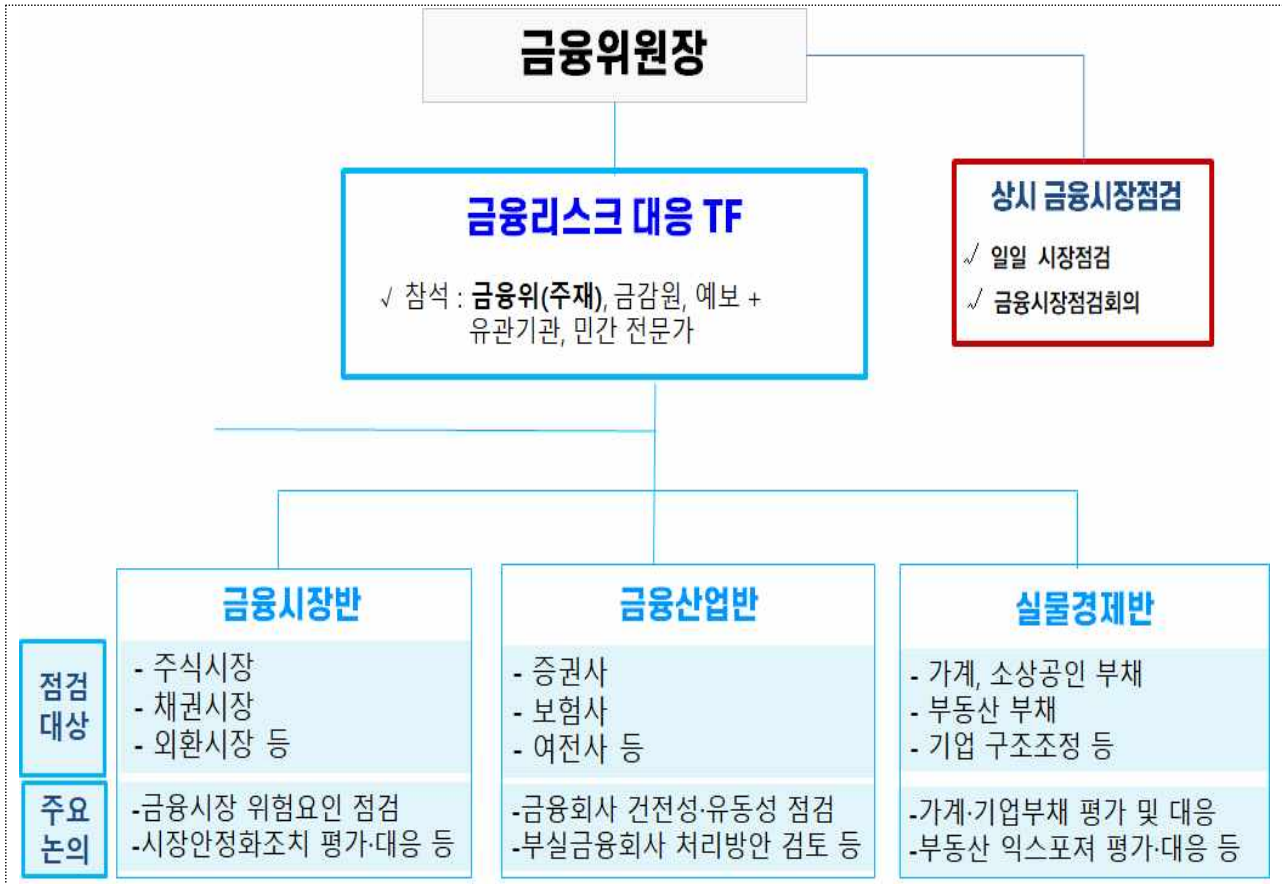 금융위원장
금융리스크 대응 TF
√ 참석 : 금융위(주재), 금감원, 예보 +
유관기관, 민간 전문가
상시 금융시장점검
√ 일일 시장점검
√ 금융시장점검회의
금융시장반
금융산업반
실물경제반
점검
대상
- 주식시장
- 채권시장
- 외환시장 등
- 증권사
- 보험사
- 여전사 등
- 가계, 소상공인 부채
- 부동산 부채
- 기업 구조조정 등
주요
논의
-금융시장 위험요인 점검
-시장안정화조치 평가·대응 등
-금융회사 건전성·유동성 점검
-부실금융회사 처리방안 검토 등
-가계·기업부채 평가 및 대응
-부동산 익스포져 평가·대응 등